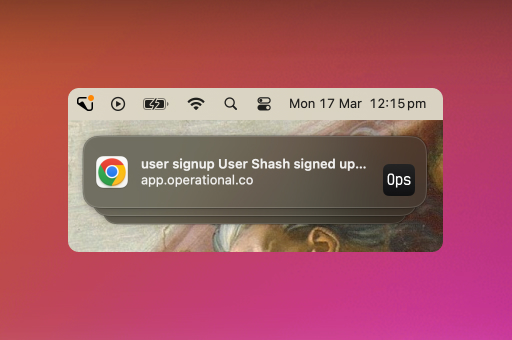 Mon 17 Mar 12:15 pm
user signup User Shash signed up...
app.operational.co
Ops